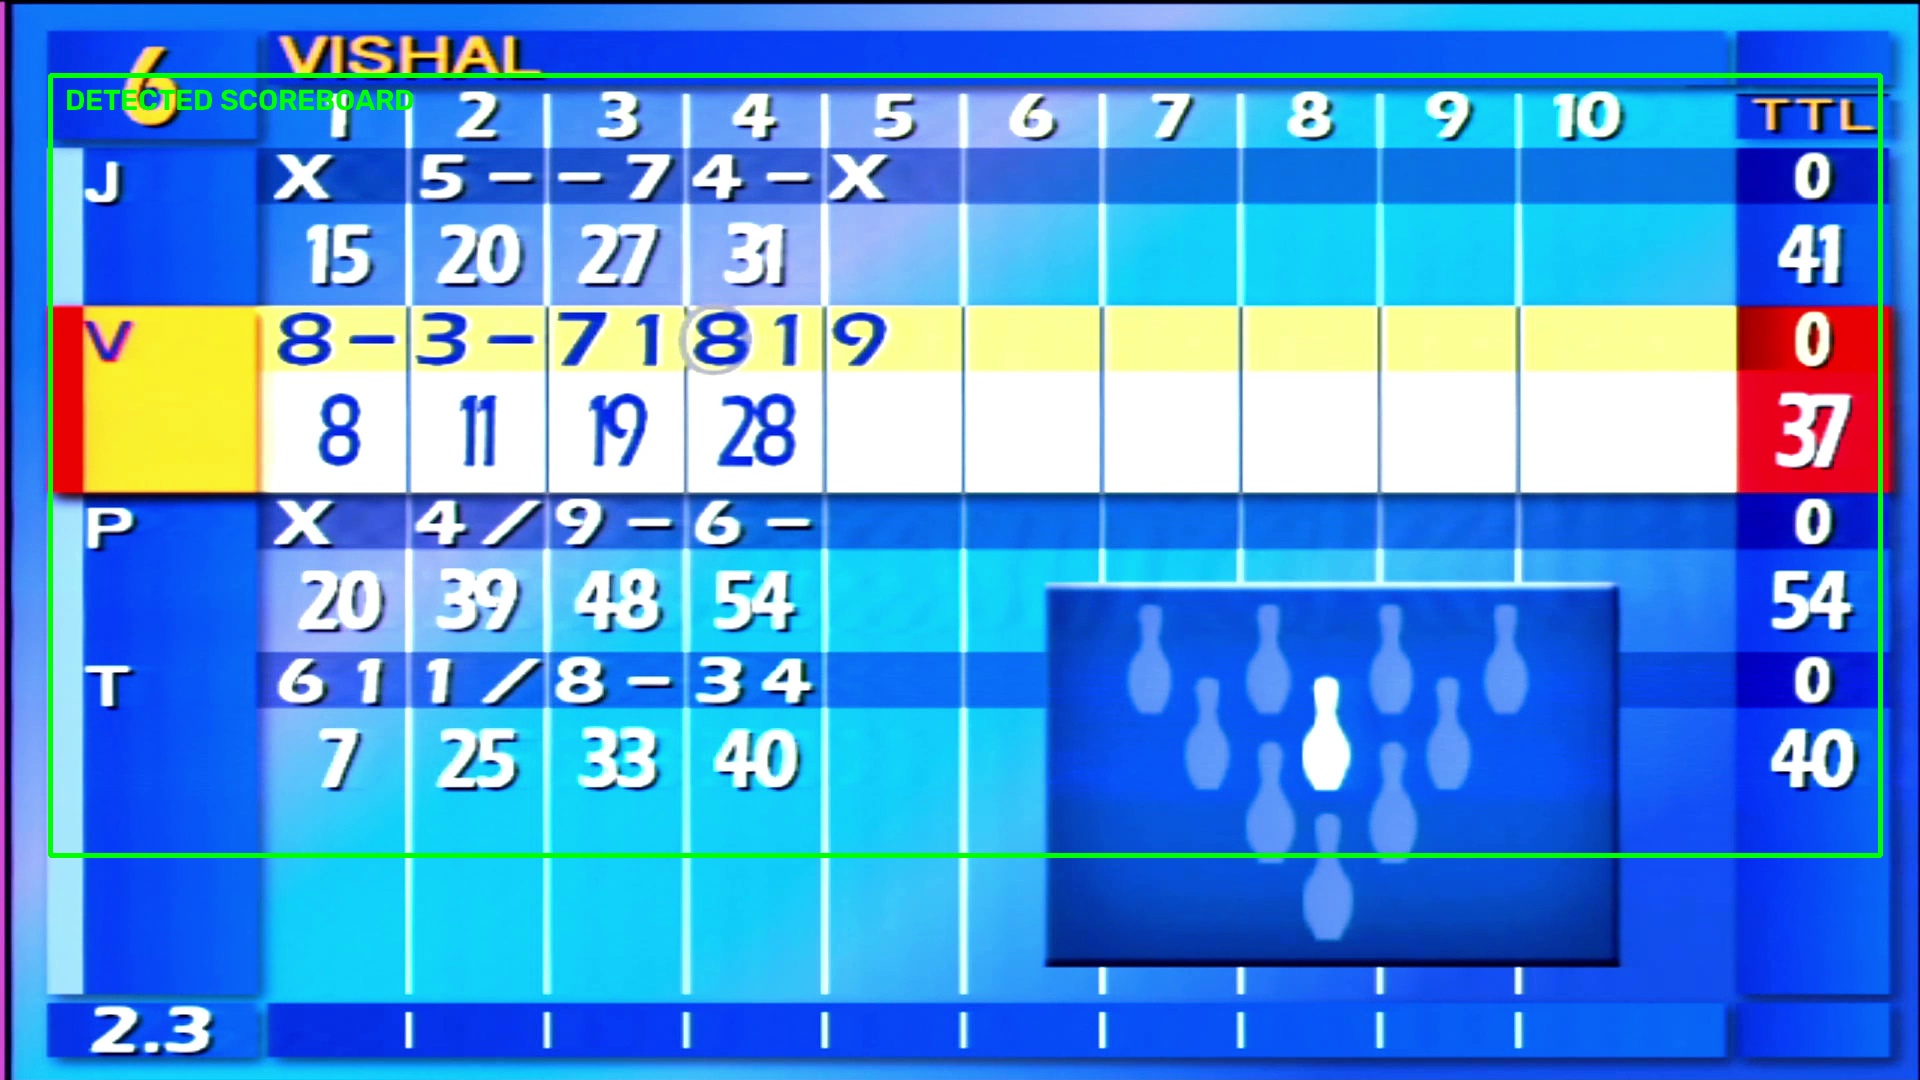 6 VISHAL
DETECTED SCOREBOARD
1 2 3 4 5 6 7 8 9 10 TTL
J X 5 - - 7 4 - X 0
15 20 27 31 41
V 8 - 3 - 7 1 8 1 9 0
8 11 19 28 37
P X 4 / 9 - 6 - 0
20 39 48 54 54
T 6 1 1 / 8 - 3 4 0
7 25 33 40 40
2.3